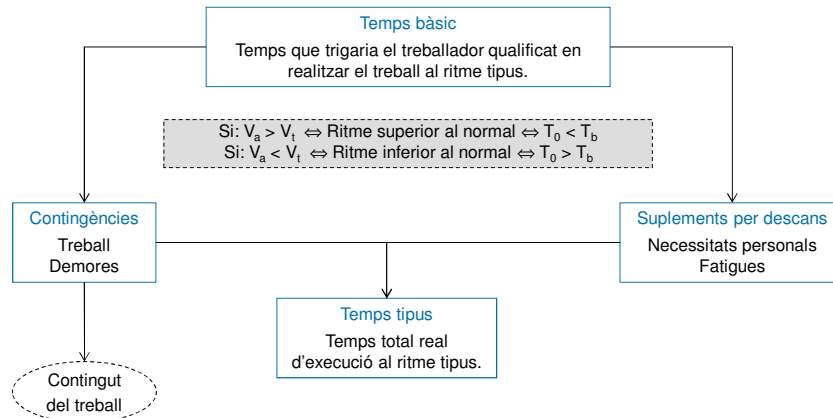 Temps bàsic
Temps que trigaria el treballador qualificat en
realitzar el treball al ritme tipus.
Si: Va > Vt ⇔ Ritme superior al normal ⇔ T0 < Tb
Si: Va < Vt ⇔ Ritme inferior al normal ⇔ T0 > Tb
Contingències
Treball
Demores
Suplements per descans
Necessitats personals
Fatigues
Temps tipus
Temps total real
d’execució al ritme tipus.
Contingut
del treball